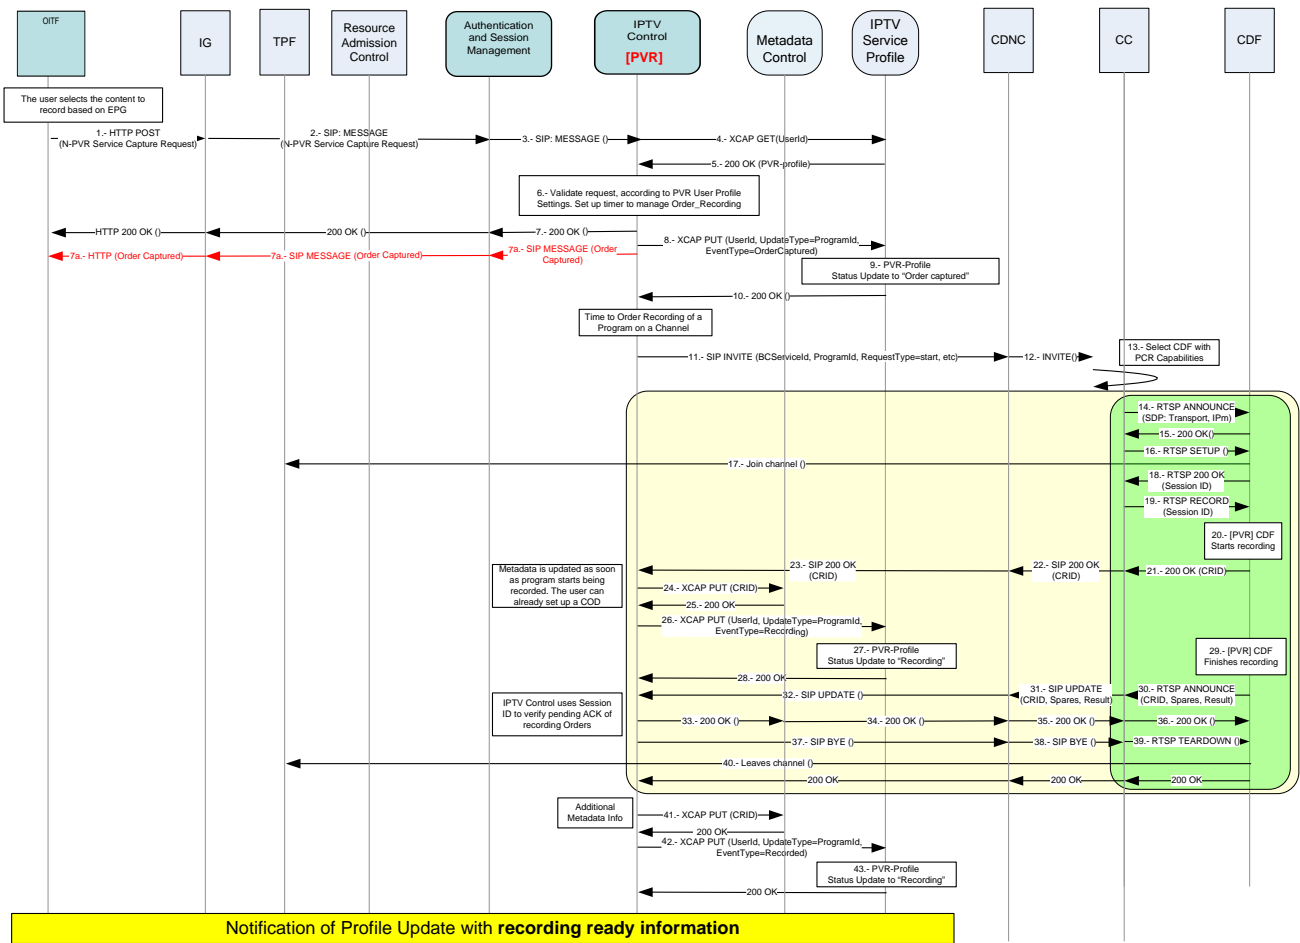 OITF
IG
TPF
Resource
Admission
Control
Authentication
and Session
Management
IPTV
Control
[PVR]
Metadata
Control
IPTV
Service
Profile
CDNC
CC
CDF
The user selects the content to
record based on EPG
1.- HTTP POST
(N-PVR Service Capture Request)
2.- SIP: MESSAGE
(N-PVR Service Capture Request)
3.- SIP: MESSAGE ()
4.- XCAP GET(UserId)
5.- 200 OK (PVR-profile)
6.- Validate request, according to PVR User Profile
Settings. Set up timer to manage Order_Recording
HTTP 200 OK ()
200 OK ()
7.- 200 OK ()
8.- XCAP PUT (UserId, UpdateType=ProgramId,
EventType=OrderCaptured)
7a.- HTTP (Order Captured)
7a.- SIP MESSAGE (Order Captured)
7a.- SIP MESSAGE (Order
Captured)
9.- PVR-Profile
Status Update to “Order captured”
10.- 200 OK ()
Time to Order Recording of a
Program on a Channel
11.- SIP INVITE (BCServiceId, ProgramId, RequestType=start, etc)
12.- INVITE()
13.- Select CDF with
PCR Capabilities
14.- RTSP ANNOUNCE
(SDP: Transport, IPm)
15.- 200 OK()
16.- RTSP SETUP ()
17.- Join channel ()
18.- RTSP 200 OK
(Session ID)
19.- RTSP RECORD
(Session ID)
20.- [PVR] CDF
Starts recording
Metadata is updated as soon
as program starts being
recorded. The user can
already set up a COD
23.- SIP 200 OK
(CRID)
22.- SIP 200 OK
(CRID)
21.- 200 OK (CRID)
24.- XCAP PUT (CRID)
25.- 200 OK
26.- XCAP PUT (UserId, UpdateType=ProgramId,
EventType=Recording)
27.- PVR-Profile
Status Update to “Recording”
29.- [PVR] CDF
Finishes recording
28.- 200 OK
32.- SIP UPDATE ()
31.- SIP UPDATE
(CRID, Spares, Result)
30.- RTSP ANNOUNCE
(CRID, Spares, Result)
IPTV Control uses Session
ID to verify pending ACK of
recording Orders
33.- 200 OK ()
34.- 200 OK ()
35.- 200 OK ()
36.- 200 OK ()
37.- SIP BYE ()
38.- SIP BYE ()
39.- RTSP TEARDOWN ()
40.- Leaves channel ()
200 OK
200 OK
200 OK
Additional
Metadata Info
41.- XCAP PUT (CRID)
200 OK
42.- XCAP PUT (UserId, UpdateType=ProgramId,
EventType=Recorded)
43.- PVR-Profile
Status Update to “Recording”
200 OK
Notification of Profile Update with recording ready information